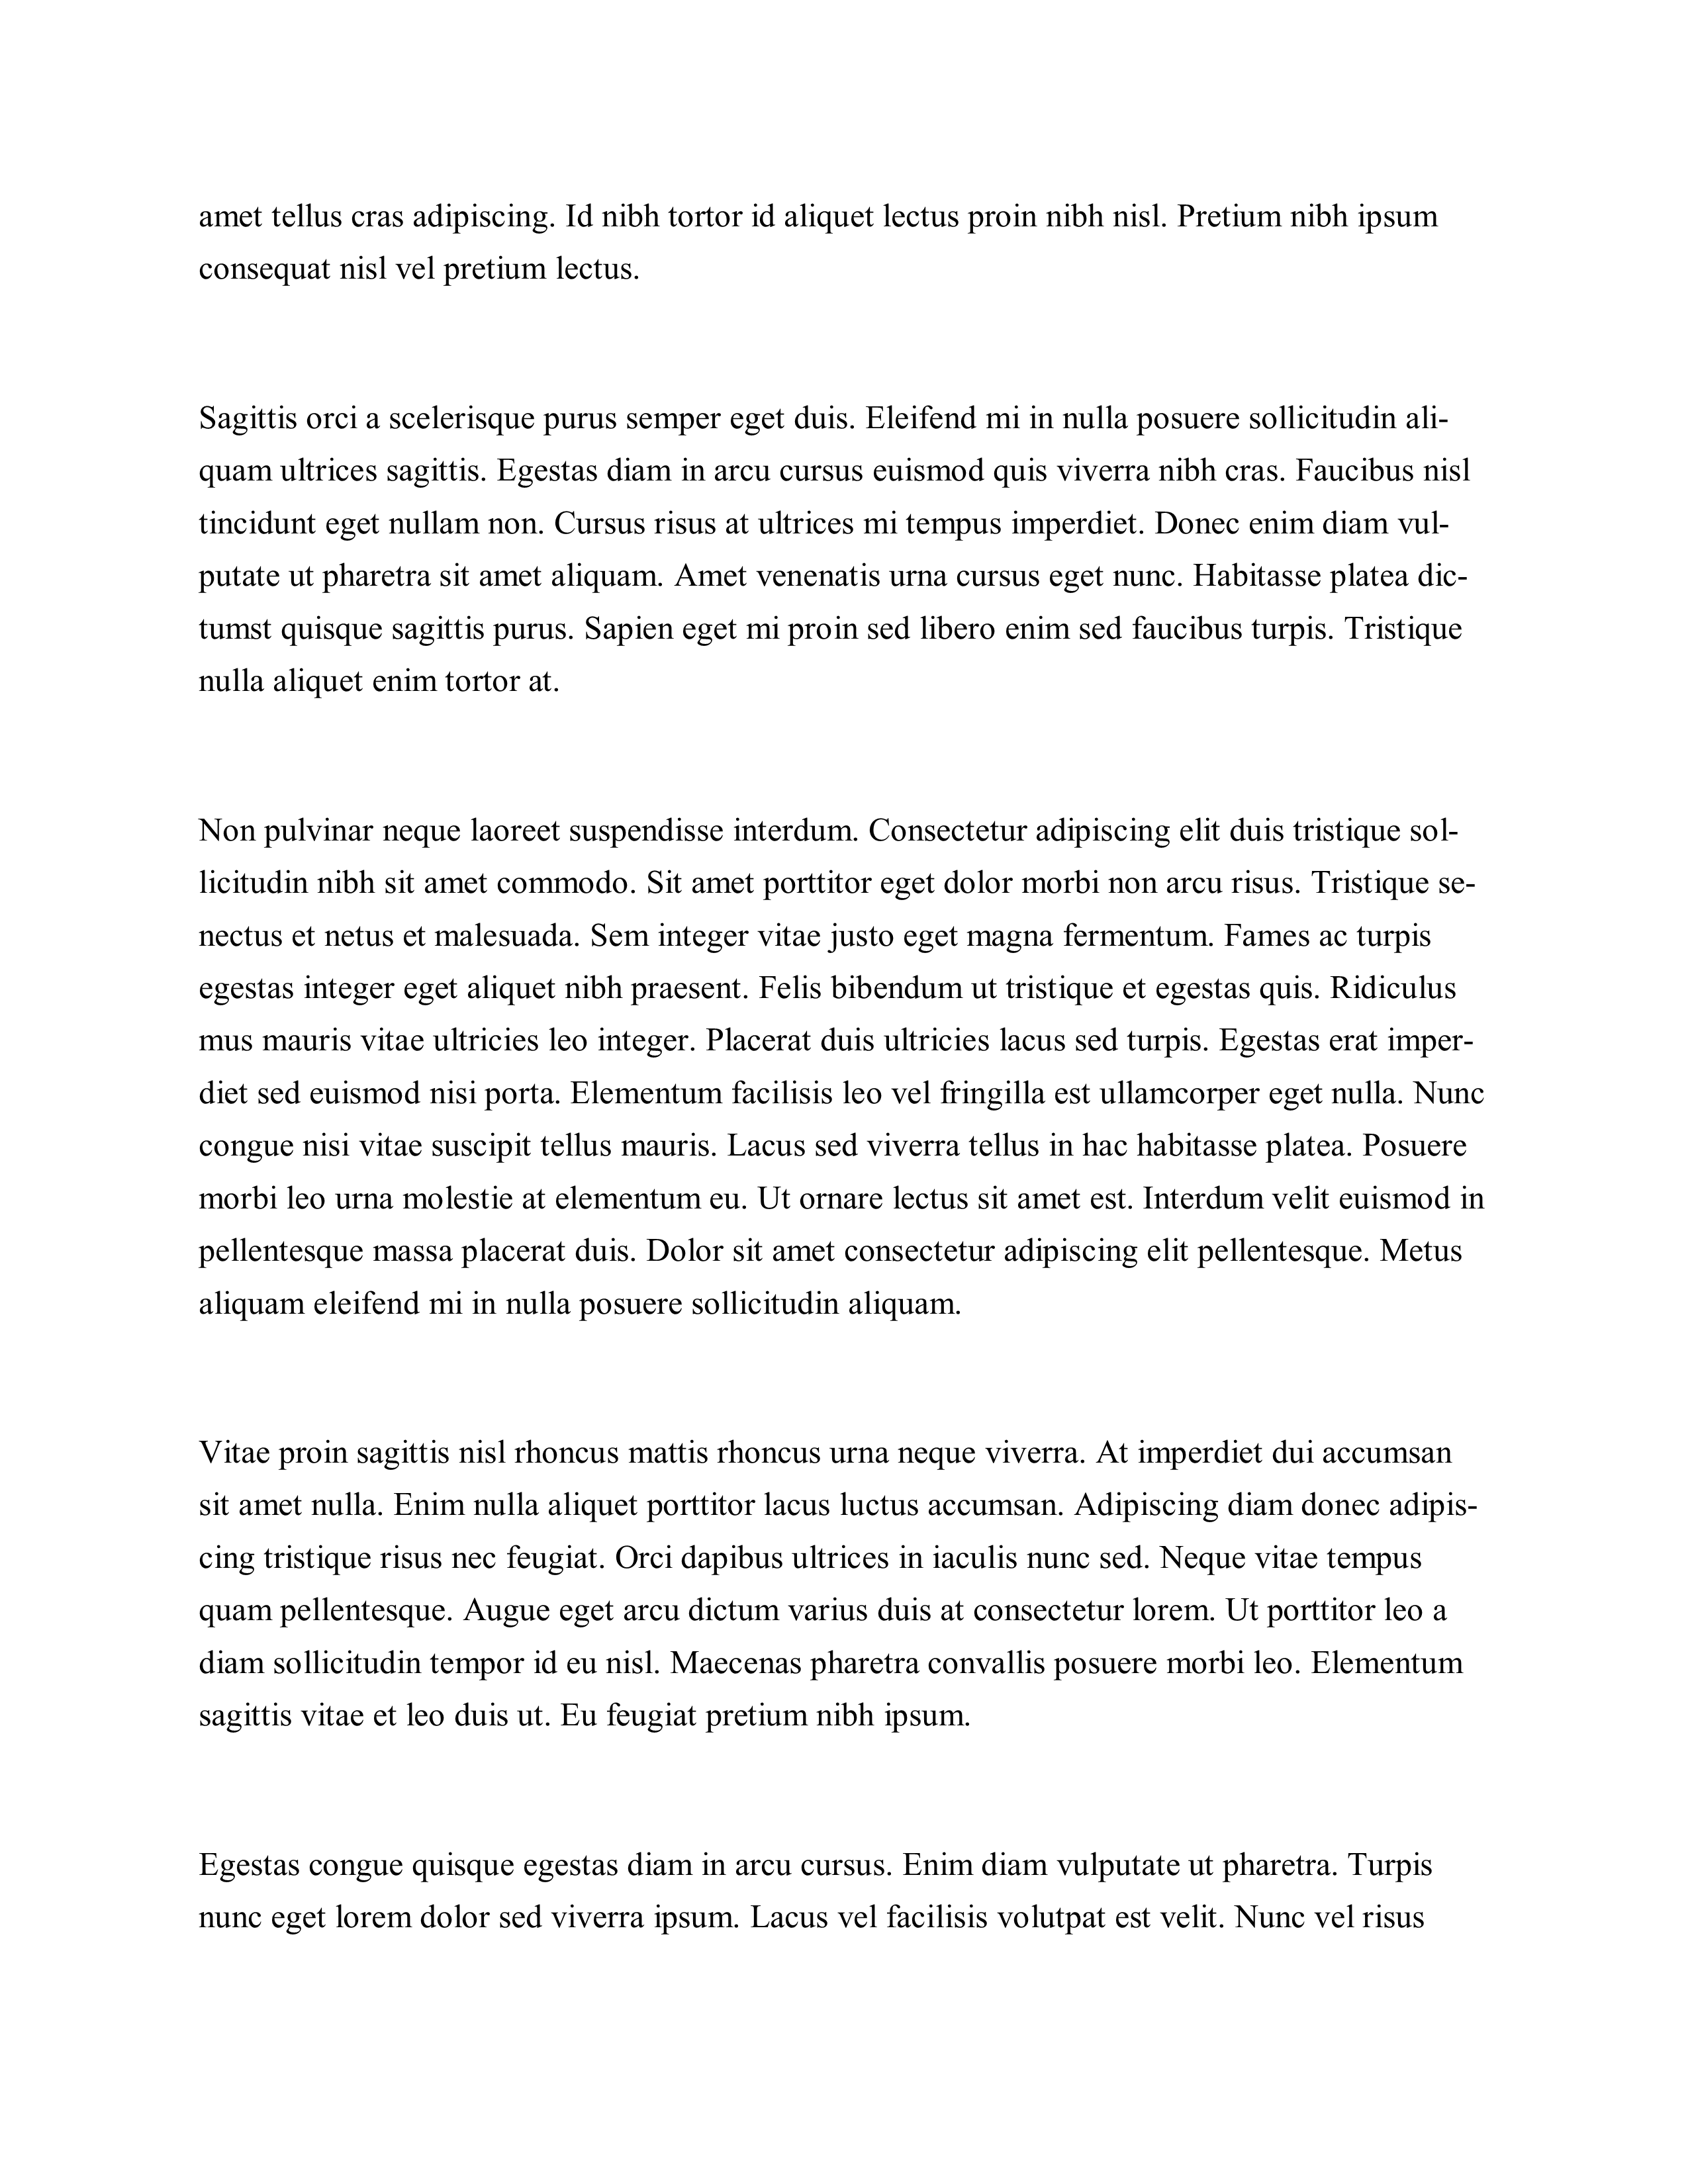 amet tellus cras adipiscing. Id nibh tortor id aliquet lectus proin nibh nisl. Pretium nibh ipsum
consequat nisl vel pretium lectus.
Sagittis orci a scelerisque purus semper eget duis. Eleifend mi in nulla posuere sollicitudin ali-
quam ultrices sagittis. Egestas diam in arcu cursus euismod quis viverra nibh cras. Faucibus nisl
tincidunt eget nullam non. Cursus risus at ultrices mi tempus imperdiet. Donec enim diam vul-
putate ut pharetra sit amet aliquam. Amet venenatis urna cursus eget nunc. Habitasse platea dic-
tumst quisque sagittis purus. Sapien eget mi proin sed libero enim sed faucibus turpis. Tristique
nulla aliquet enim tortor at.
Non pulvinar neque laoreet suspendisse interdum. Consectetur adipiscing elit duis tristique sol-
licitudin nibh sit amet commodo. Sit amet porttitor eget dolor morbi non arcu risus. Tristique se-
nectus et netus et malesuada. Sem integer vitae justo eget magna fermentum. Fames ac turpis
egestas integer eget aliquet nibh praesent. Felis bibendum ut tristique et egestas quis. Ridiculus
mus mauris vitae ultricies leo integer. Placerat duis ultricies lacus sed turpis. Egestas erat imper-
diet sed euismod nisi porta. Elementum facilisis leo vel fringilla est ullamcorper eget nulla. Nunc
congue nisi vitae suscipit tellus mauris. Lacus sed viverra tellus in hac habitasse platea. Posuere
morbi leo urna molestie at elementum eu. Ut ornare lectus sit amet est. Interdum velit euismod in
pellentesque massa placerat duis. Dolor sit amet consectetur adipiscing elit pellentesque. Metus
aliquam eleifend mi in nulla posuere sollicitudin aliquam.
Vitae proin sagittis nisl rhoncus mattis rhoncus urna neque viverra. At imperdiet dui accumsan
sit amet nulla. Enim nulla aliquet porttitor lacus luctus accumsan. Adipiscing diam donec adipis-
cing tristique risus nec feugiat. Orci dapibus ultrices in iaculis nunc sed. Neque vitae tempus
quam pellentesque. Augue eget arcu dictum varius duis at consectetur lorem. Ut porttitor leo a
diam sollicitudin tempor id eu nisl. Maecenas pharetra convallis posuere morbi leo. Elementum
sagittis vitae et leo duis ut. Eu feugiat pretium nibh ipsum.
Egestas congue quisque egestas diam in arcu cursus. Enim diam vulputate ut pharetra. Turpis
nunc eget lorem dolor sed viverra ipsum. Lacus vel facilisis volutpat est velit. Nunc vel risus